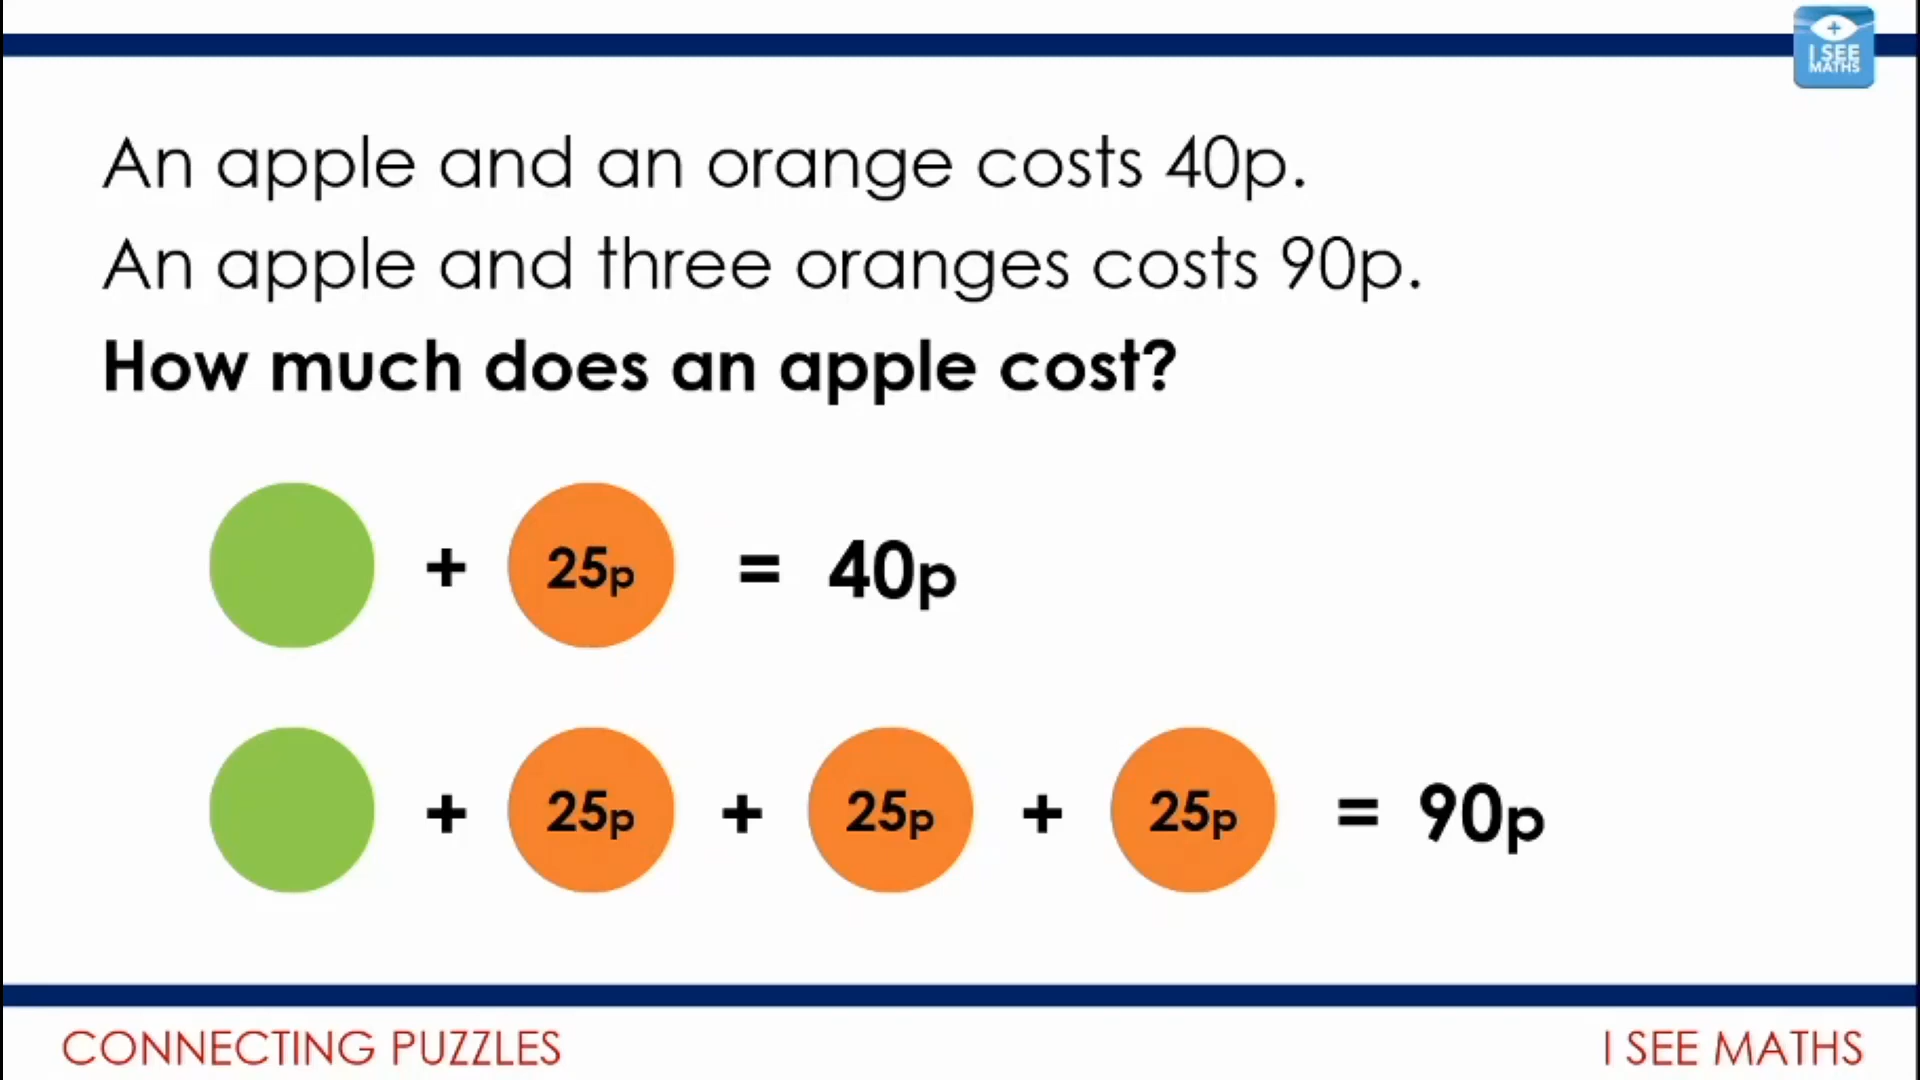 I SEE
MATHS
An apple and an orange costs 40p.
An apple and three oranges costs 90p.
How much does an apple cost?
+ 25p = 40p
+ 25p + 25p + 25p = 90p
CONNECTING PUZZLES
I SEE MATHS